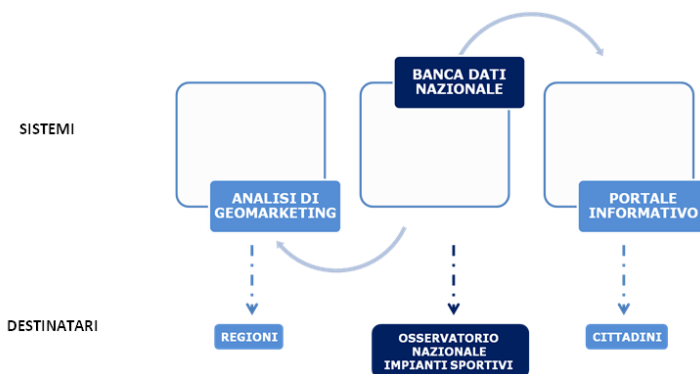 BANCA DATI
NAZIONALE
SISTEMI
ANALISI DI
GEOMARKETING
PORTALE
INFORMATIVO
DESTINATARI
REGIONI
OSSERVATORIO
NAZIONALE
IMPIANTI SPORTIVI
CITTADINI